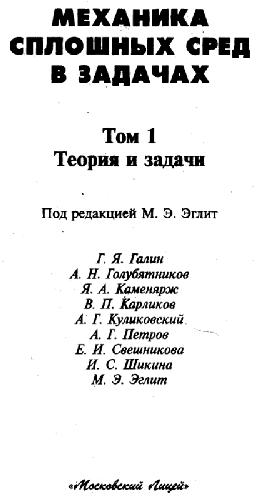 МЕХАНИКА
СПЛОШНЫХ СРЕД
В ЗАДАЧАХ
Том 1
Теория и задачи
Под редакцией М. Э. Эглит
Г. Я. Галин
А. Н. Голубятников
Я. А. Каменярж
В. П. Карликов
А. Г. Куликовский
А. Г. Петров
Е. И. Свешникова
И. С. Шикина
М. Э. Эглит
«Московский Лицей»